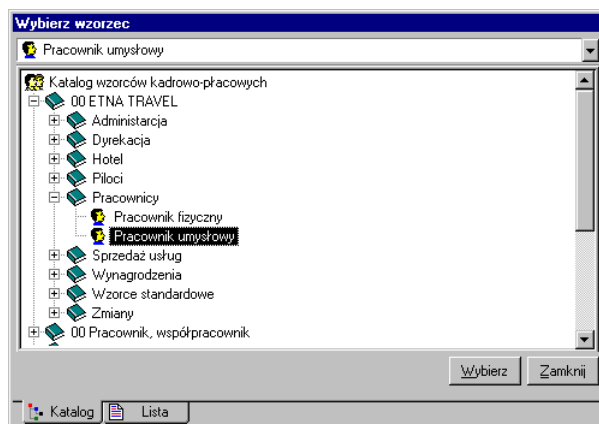 Wybierz wzorzec
Pracownik umysłowy
Katalog wzorców kadrowo-płacowych
00 ETNA TRAVEL
Administarcja
Dyrekacja
Hotel
Piloci
Pracownicy
Pracownik fizyczny
Pracownik umysłowy
Sprzedaż usług
Wynagrodzenia
Wzorce standardowe
Zmiany
00 Pracownik, współpracownik
Wybierz Zamknij
Katalog Lista